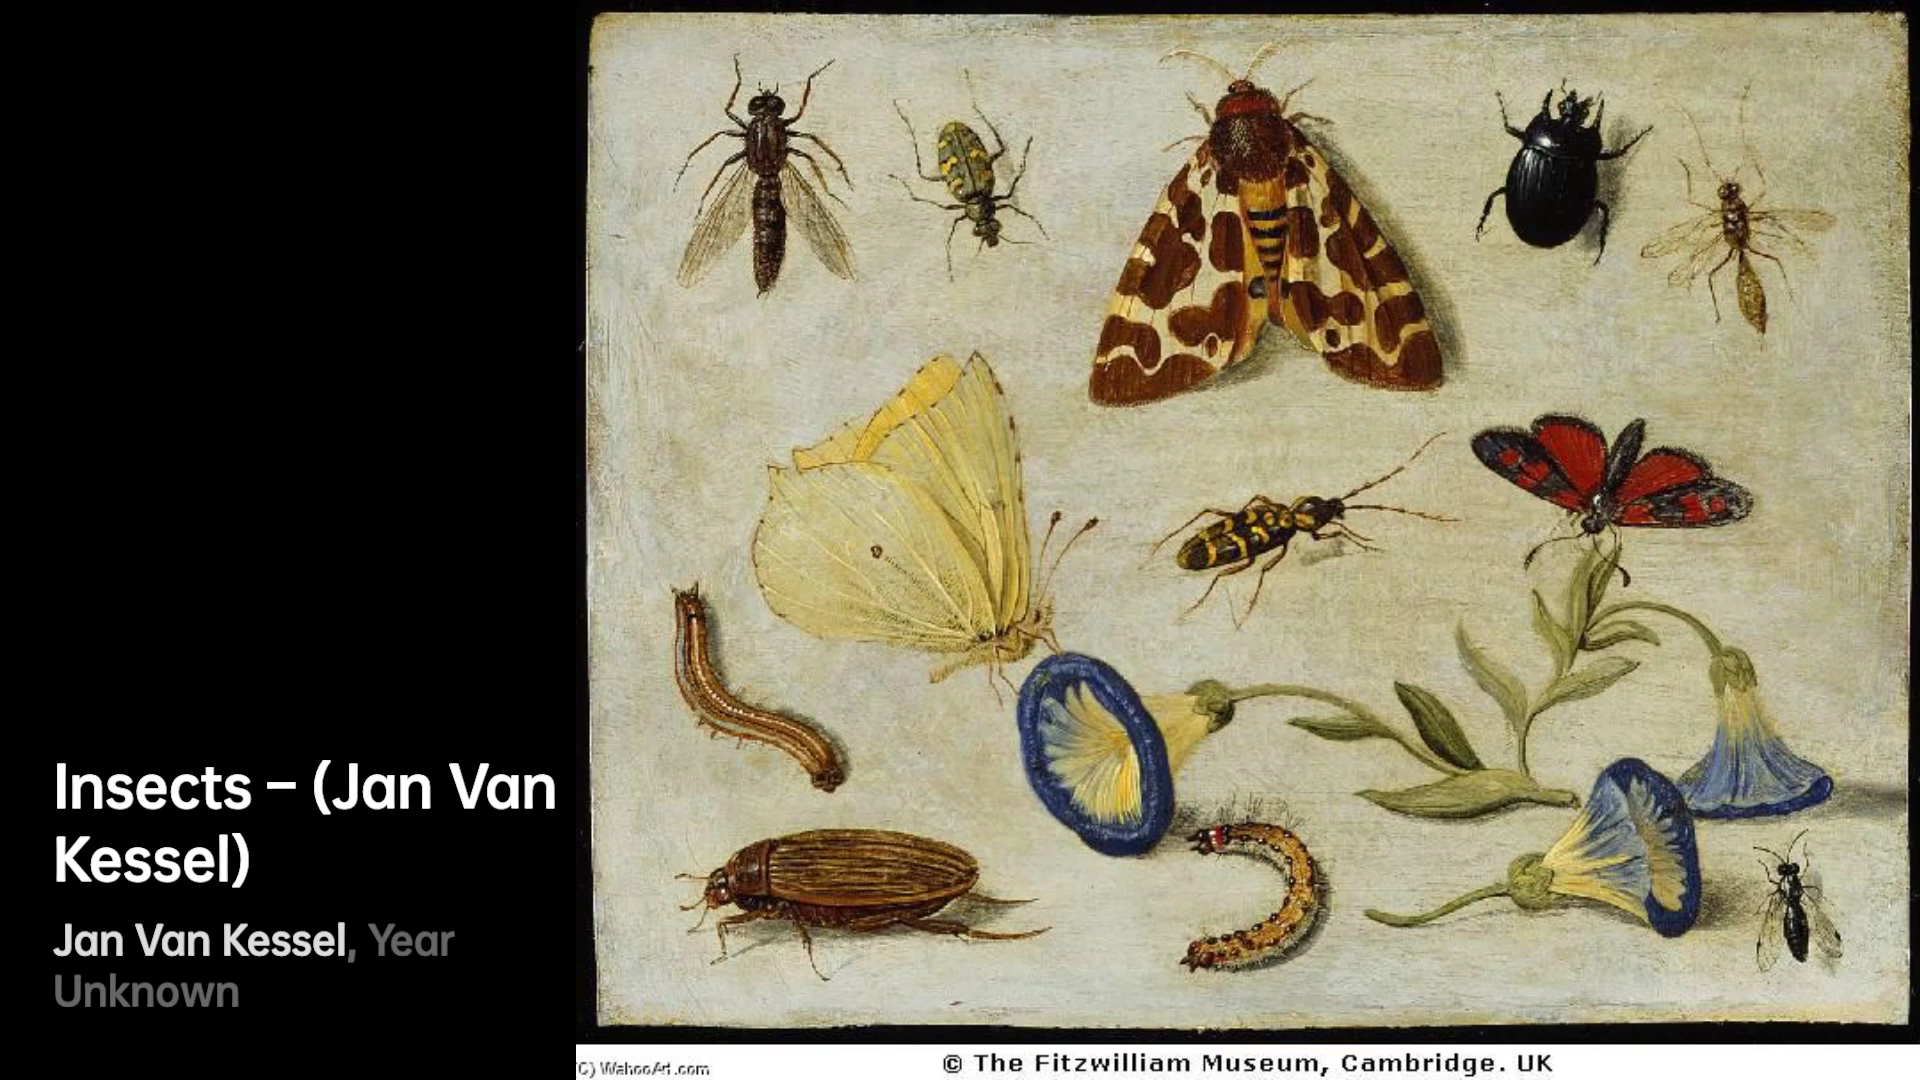 Insects – (Jan Van
Kessel)
Jan Van Kessel, Year
Unknown
C) WahooArt.com
© The Fitzwilliam Museum, Cambridge. UK